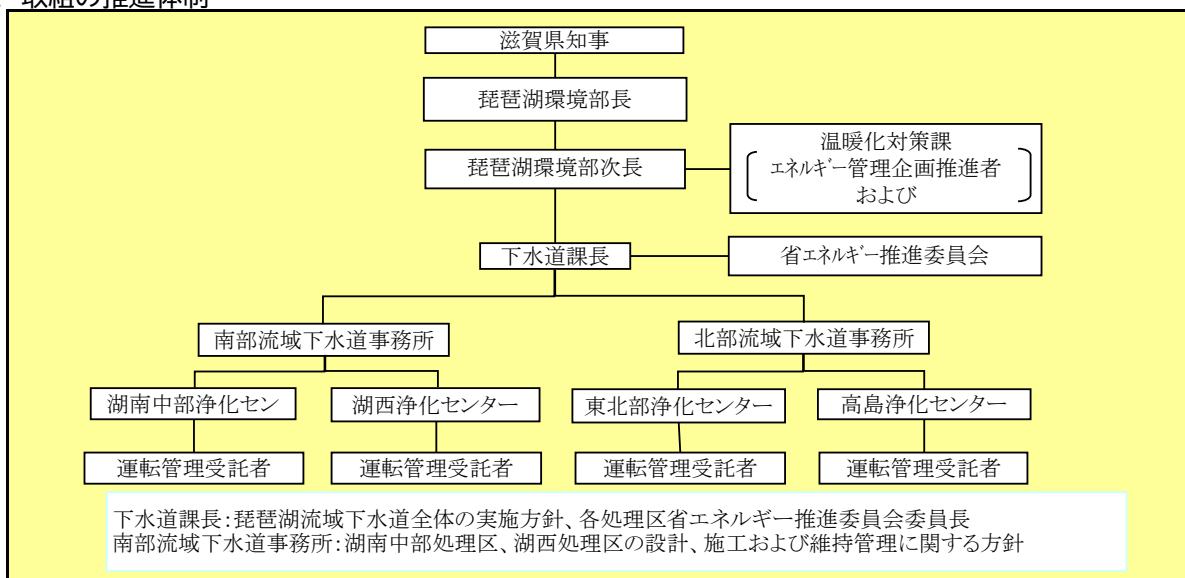 取組の推進体制
滋賀県知事
琵琶湖環境部長
琵琶湖環境部次長
温暖化対策課
エネルギー管理企画推進者
および
下水道課長
省エネルギー推進委員会
南部流域下水道事務所
北部流域下水道事務所
湖南中部浄化セン
湖西浄化センター
東北部浄化センター
高島浄化センター
運転管理受託者
運転管理受託者
運転管理受託者
運転管理受託者
下水道課長:琵琶湖流域下水道全体の実施方針、各処理区省エネルギー推進委員会委員長
南部流域下水道事務所:湖南中部処理区、湖西処理区の設計、施工および維持管理に関する方針